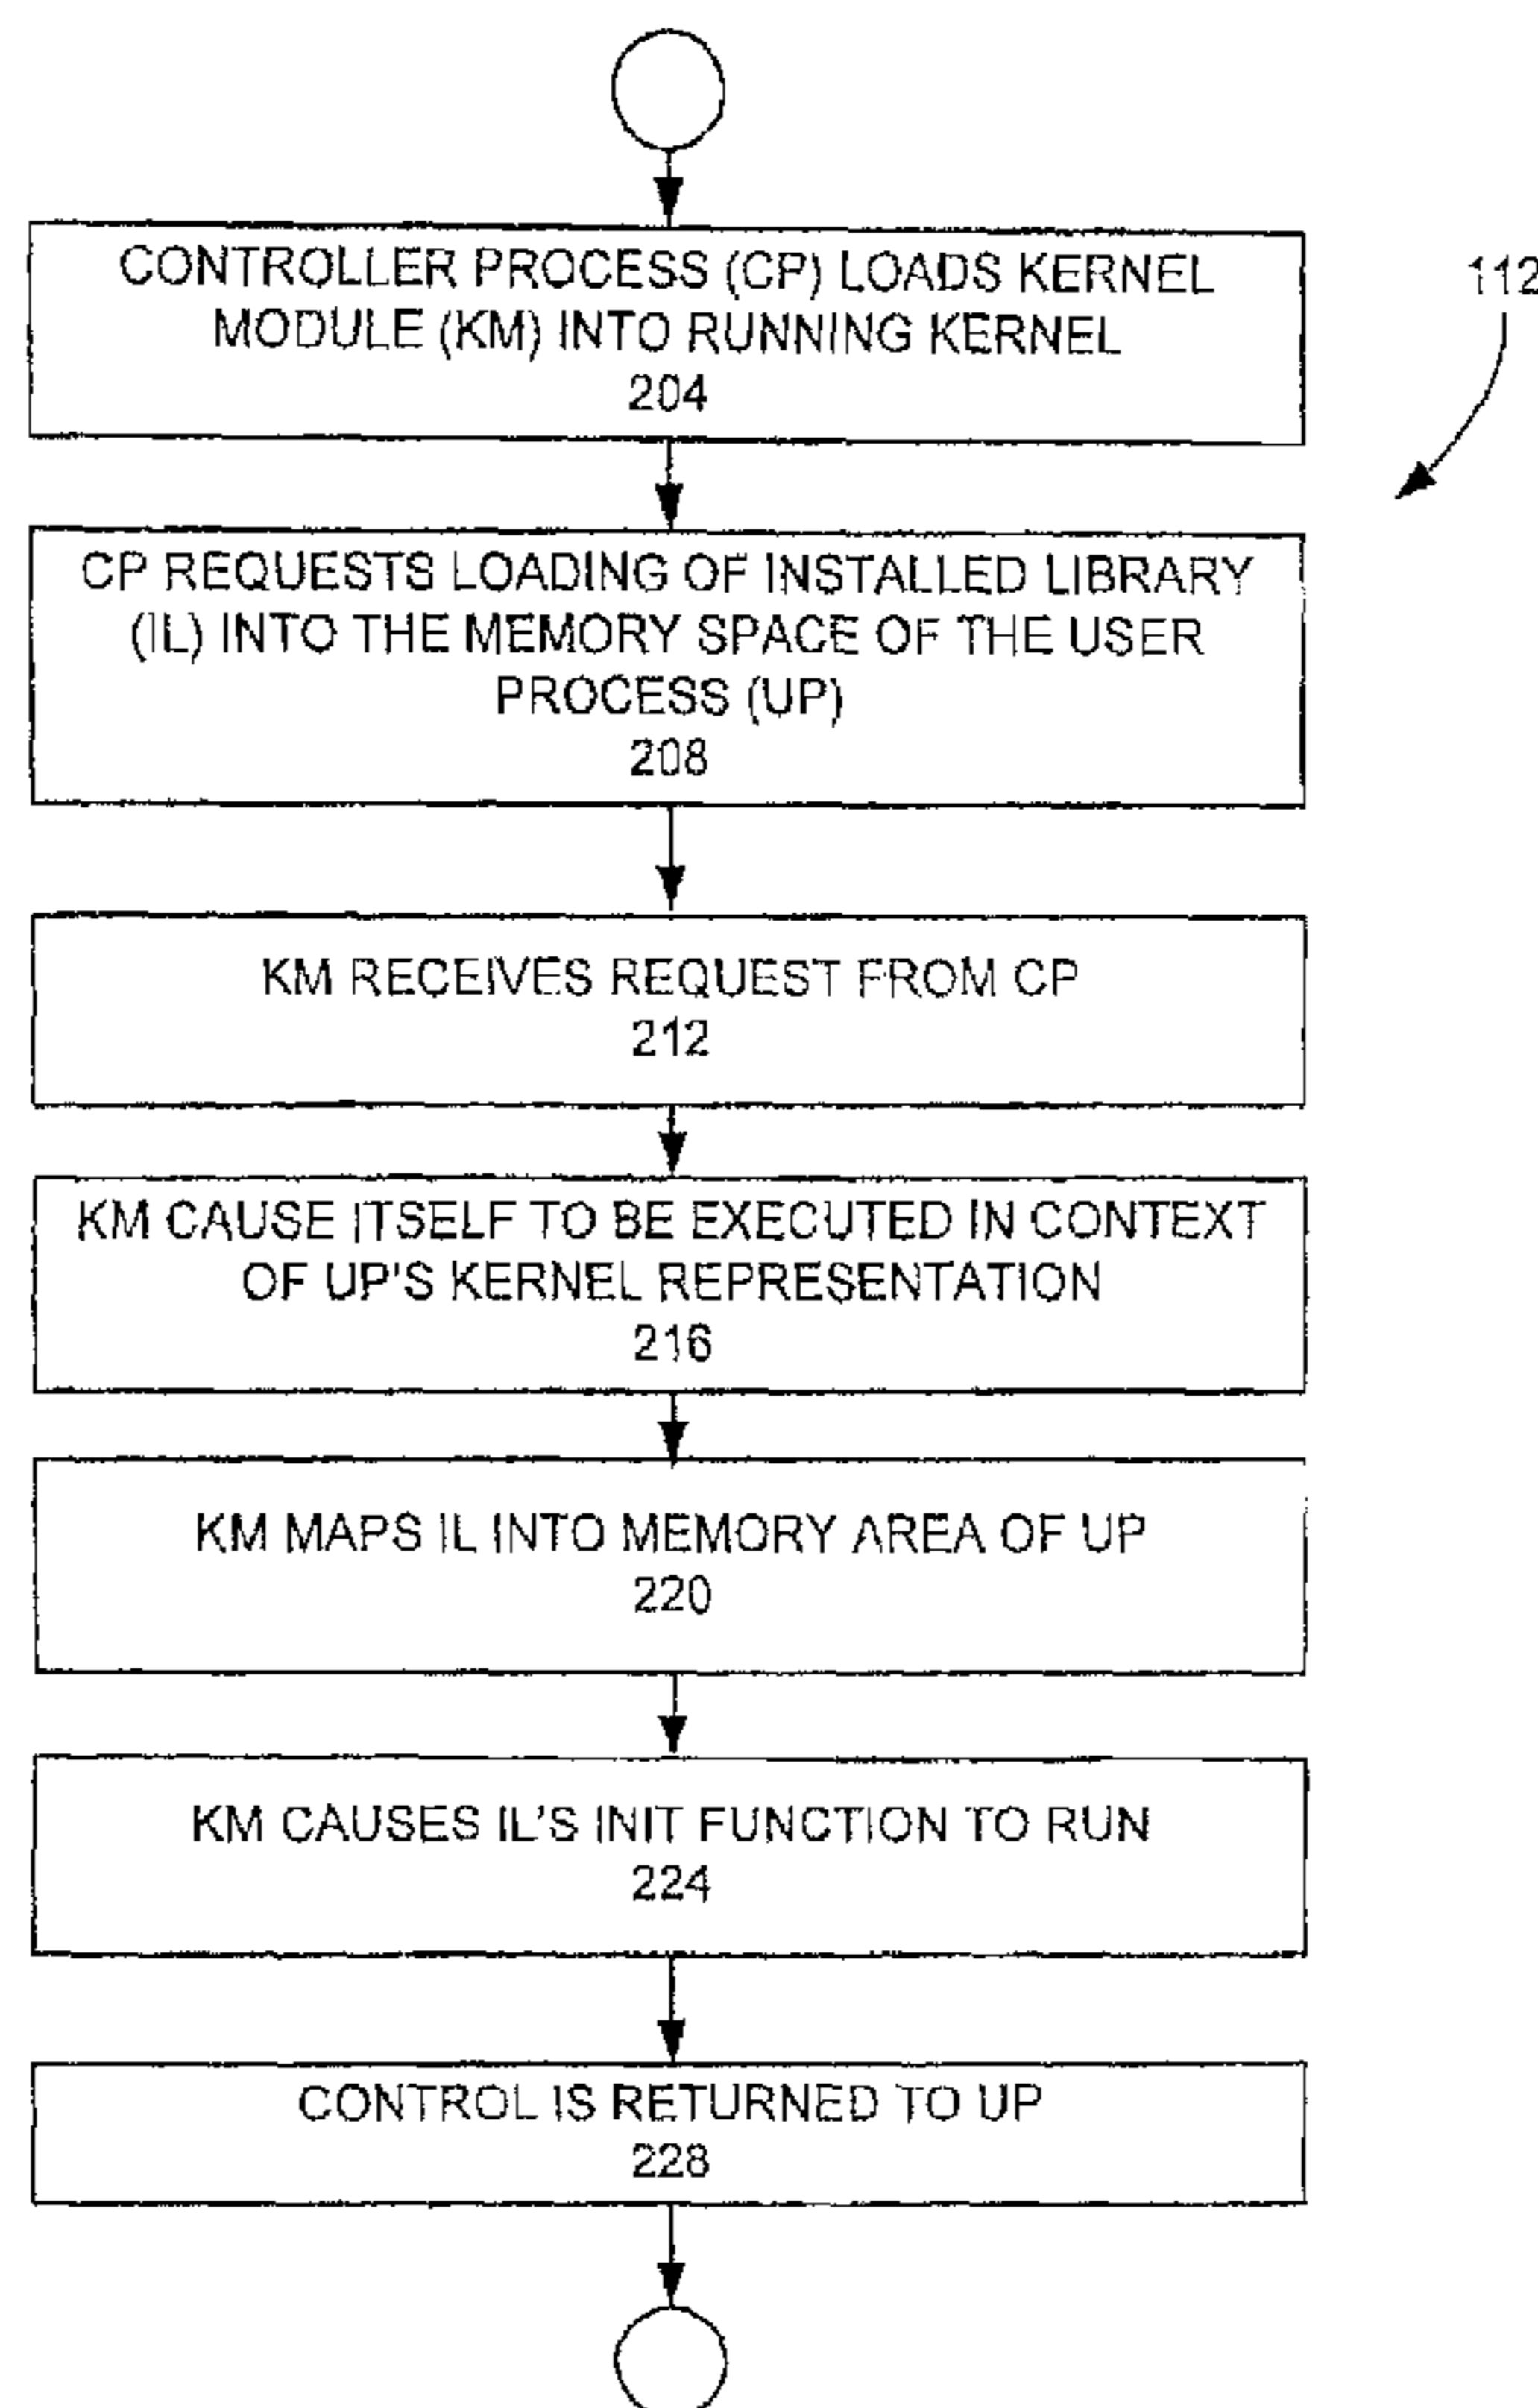 CONTROLLER PROCESS (CP) LOADS KERNEL
MODULE (KM) INTO RUNNING KERNEL
204
112
CP REQUESTS LOADING OF INSTALLED LIBRARY
(IL) INTO THE MEMORY SPACE OF THE USER
PROCESS (UP)
208
KM RECEIVES REQUEST FROM CP
212
KM CAUSE ITSELF TO BE EXECUTED IN CONTEXT
OF UP'S KERNEL REPRESENTATION
216
KM MAPS IL INTO MEMORY AREA OF UP
220
KM CAUSES IL'S INIT FUNCTION TO RUN
224
CONTROL IS RETURNED TO UP
228